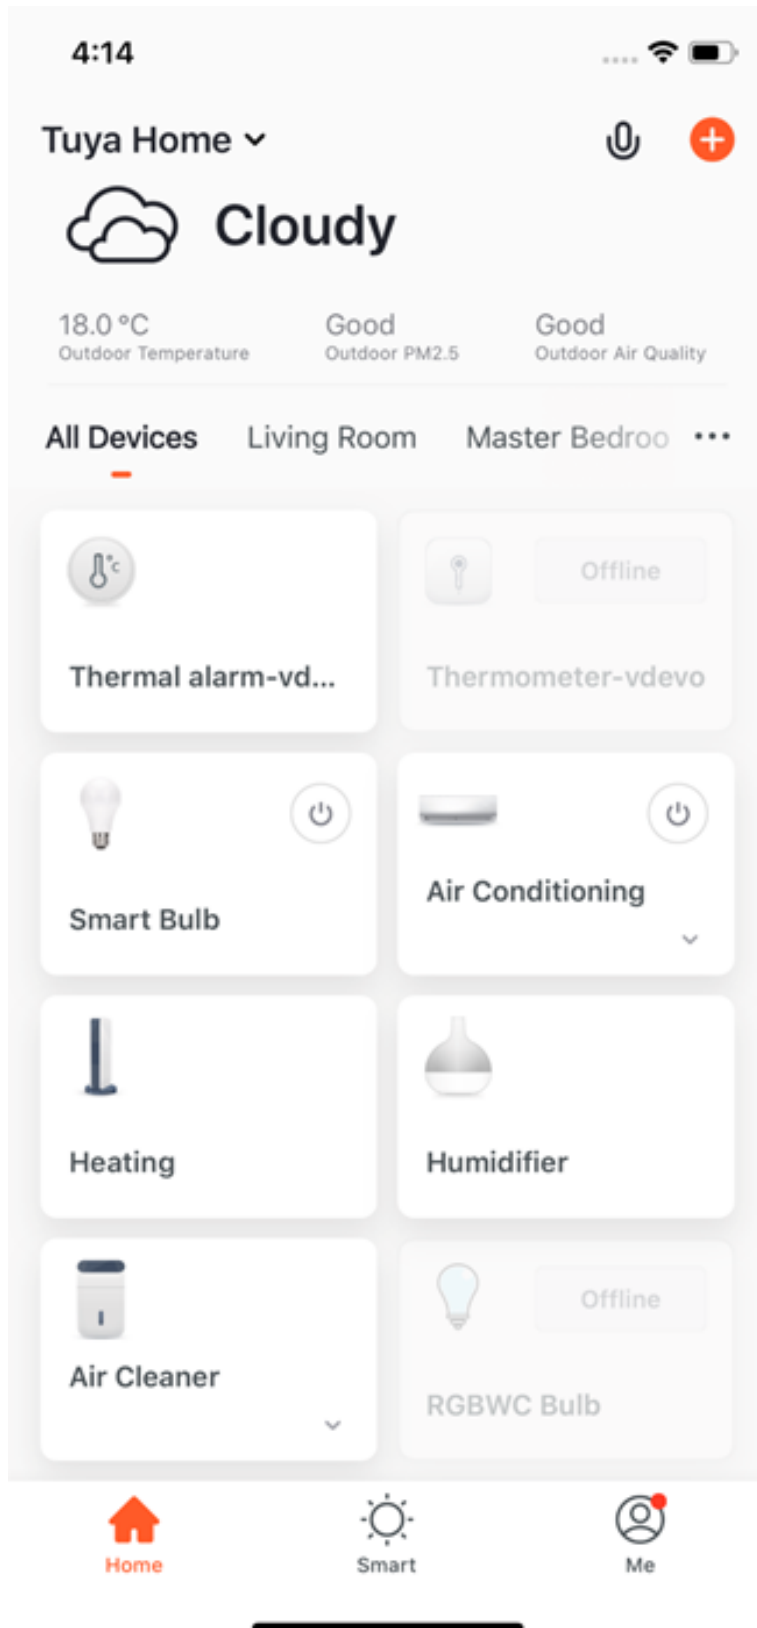 4:14
Tuya Home
Cloudy
18.0 °C
Outdoor Temperature
Good
Outdoor PM2.5
Good
Outdoor Air Quality
All Devices
Living Room
Master Bedroo
°C
Thermal alarm-vd...
Offline
Thermometer-vdevo
Smart Bulb
Air Conditioning
Heating
Humidifier
Air Cleaner
Offline
RGBWC Bulb
Home
Smart
Me